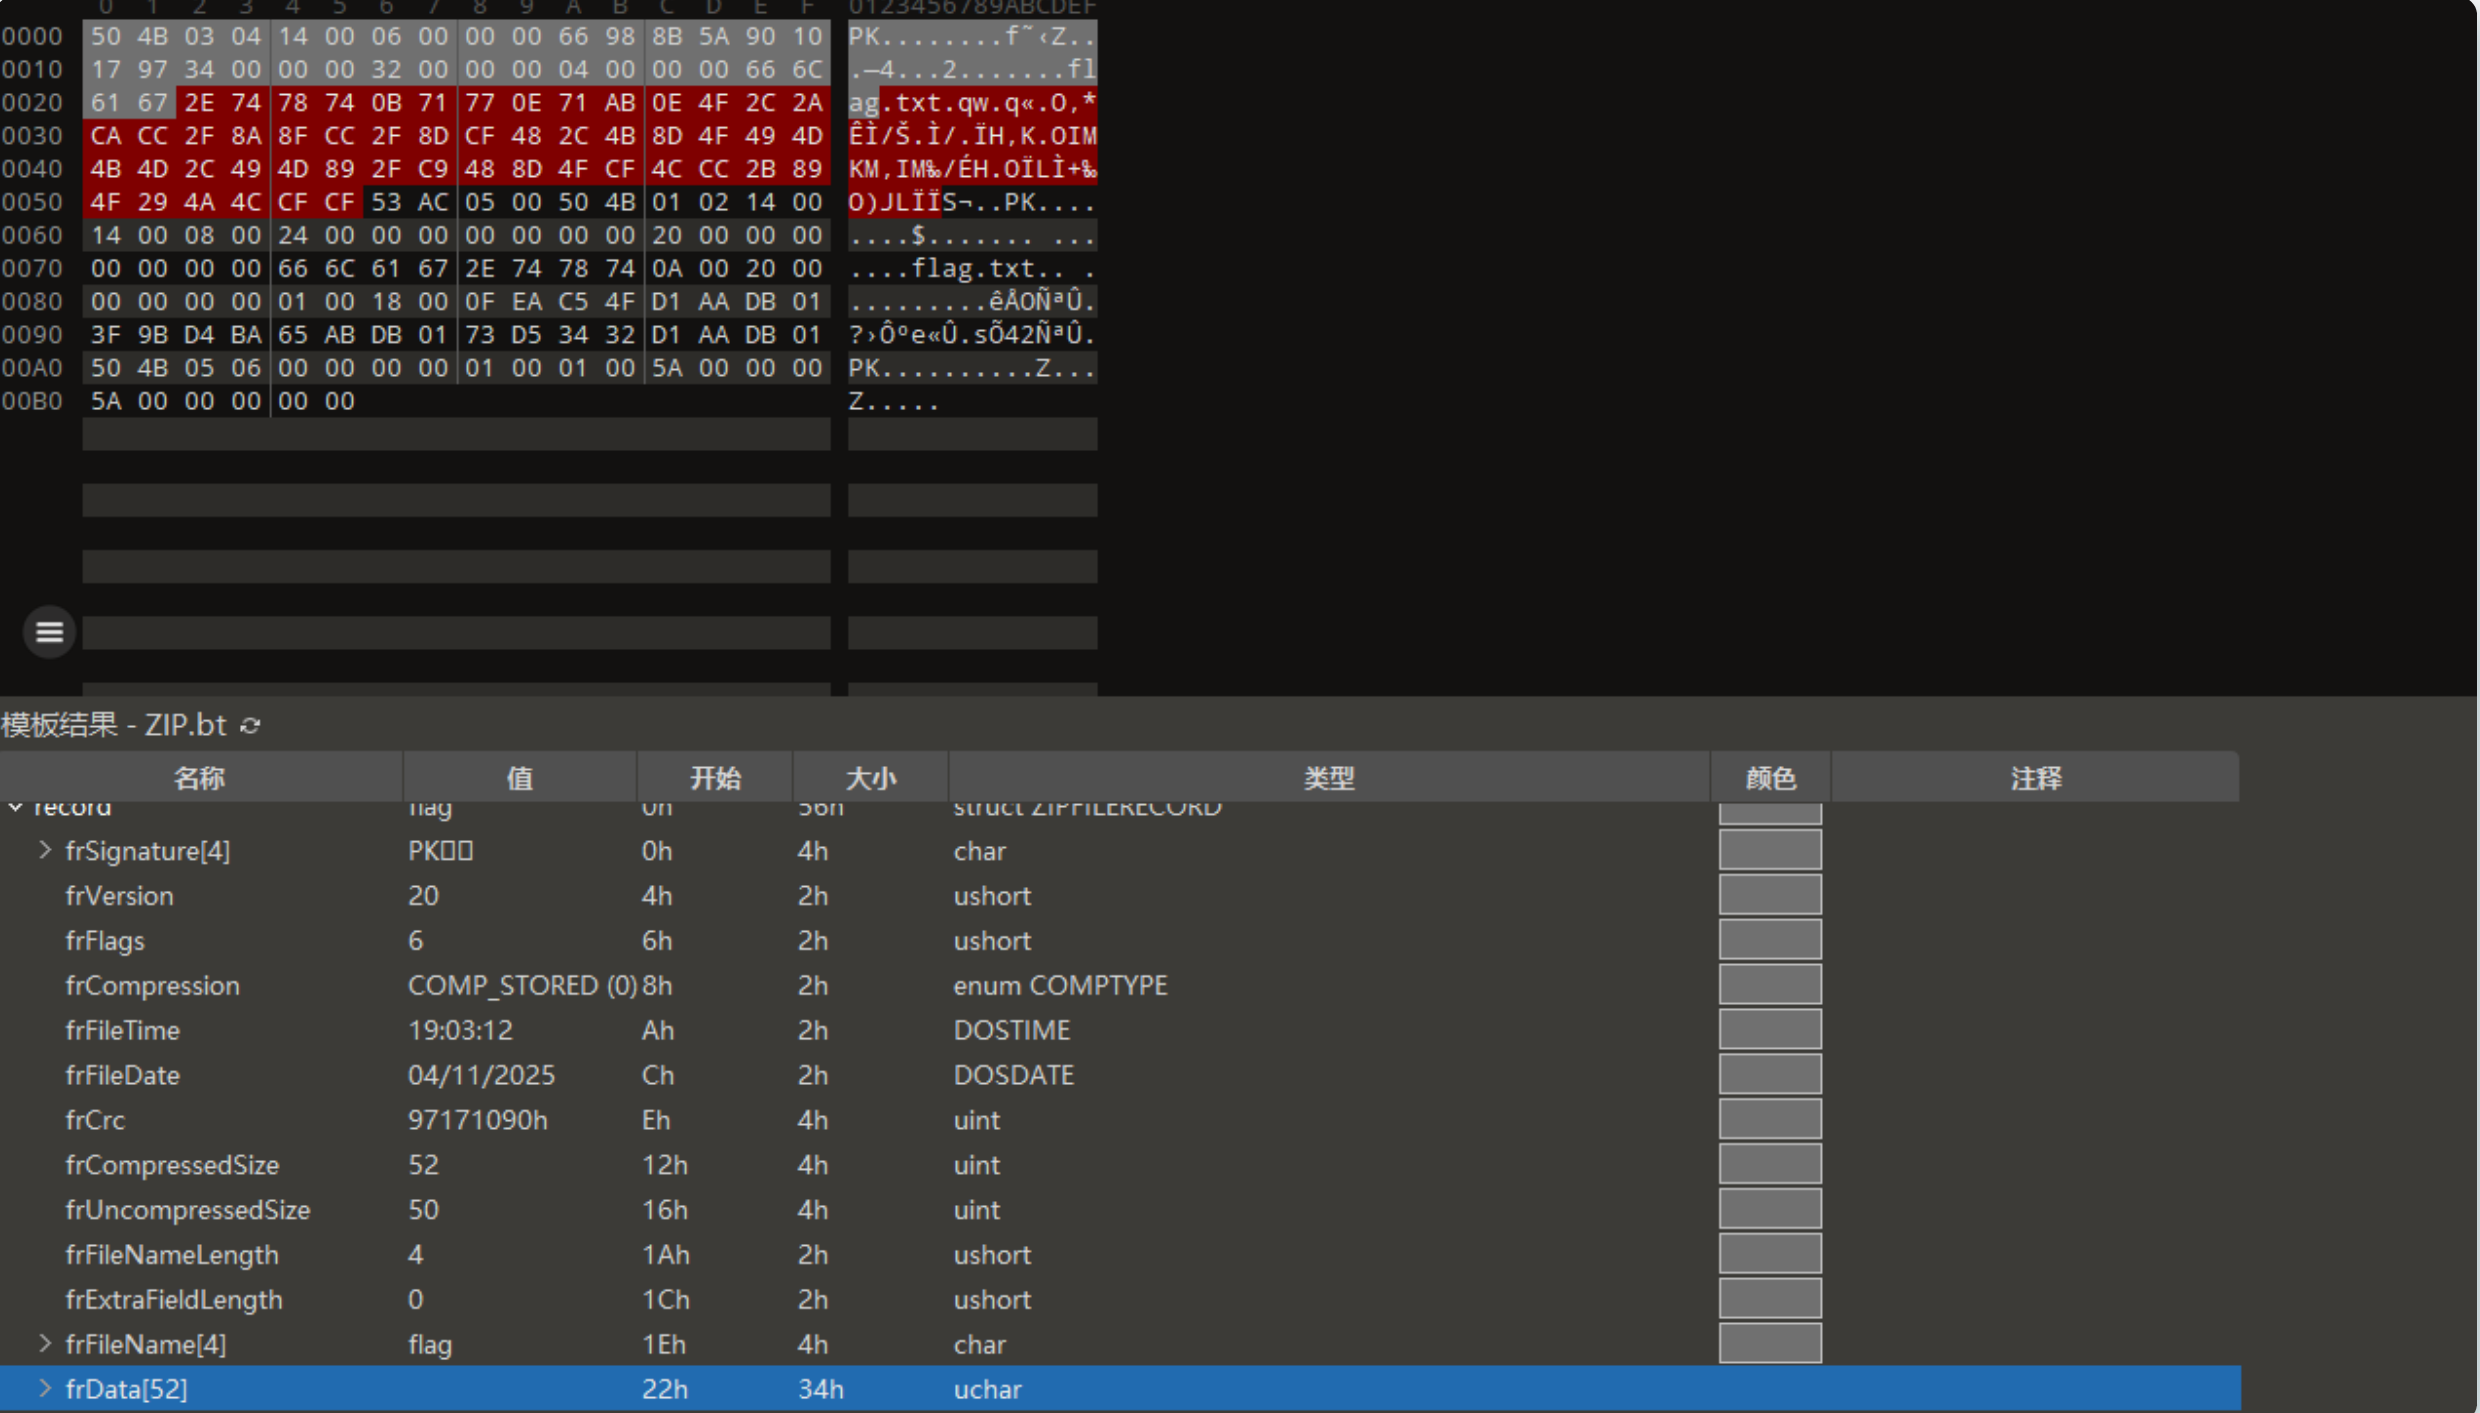 0 1 2 3 4 5 6 7 8 9 A B C D E F 0123456789ABCDEF
0000 50 4B 03 04 14 00 06 00 00 00 66 98 8B 5A 90 10 PK........f˜‹Z..
0010 17 97 34 00 00 00 32 00 00 00 04 00 00 00 66 6C .—4...2.......fl
0020 61 67 2E 74 78 74 0B 71 77 0E 71 AB 0E 4F 2C 2A ag.txt.qw.q«.O,*
0030 CA CC 2F 8A 8F CC 2F 8D CF 48 2C 4B 8D 4F 49 4D ÊÌ/Š.Ì/.ÏH,K.OIM
0040 4B 4D 2C 49 4D 89 2F C9 48 8D 4F CF 4C CC 2B 89 KM,IM‰/ÉH.OÏLÌ+‰
0050 4F 29 4A 4C CF CF 53 AC 05 00 50 4B 01 02 14 00 O)JLÏÏS¬..PK....
0060 14 00 08 00 24 00 00 00 00 00 00 00 20 00 00 00 ....$....... ...
0070 00 00 00 00 66 6C 61 67 2E 74 78 74 0A 00 20 00 ....flag.txt.. .
0080 00 00 00 00 01 00 18 00 0F EA C5 4F D1 AA DB 01 .........êÅOÑªÛ.
0090 3F 9B D4 BA 65 AB DB 01 73 D5 34 32 D1 AA DB 01 ?›Ôºe«Û.sÕ42ÑªÛ.
00A0 50 4B 05 06 00 00 00 00 01 00 01 00 5A 00 00 00 PK..........Z...
00B0 5A 00 00 00 00 00 Z.....
模板结果 - ZIP.bt
名称 值 开始 大小 类型 颜色 注释
record flag 0h 56h struct ZIPFILERECORD
frSignature[4] PK▯▯ 0h 4h char
frVersion 20 4h 2h ushort
frFlags 6 6h 2h ushort
frCompression COMP_STORED (0) 8h 2h enum COMPTYPE
frFileTime 19:03:12 Ah 2h DOSTIME
frFileDate 04/11/2025 Ch 2h DOSDATE
frCrc 97171090h Eh 4h uint
frCompressedSize 52 12h 4h uint
frUncompressedSize 50 16h 4h uint
frFileNameLength 4 1Ah 2h ushort
frExtraFieldLength 0 1Ch 2h ushort
frFileName[4] flag 1Eh 4h char
frData[52] 22h 34h uchar